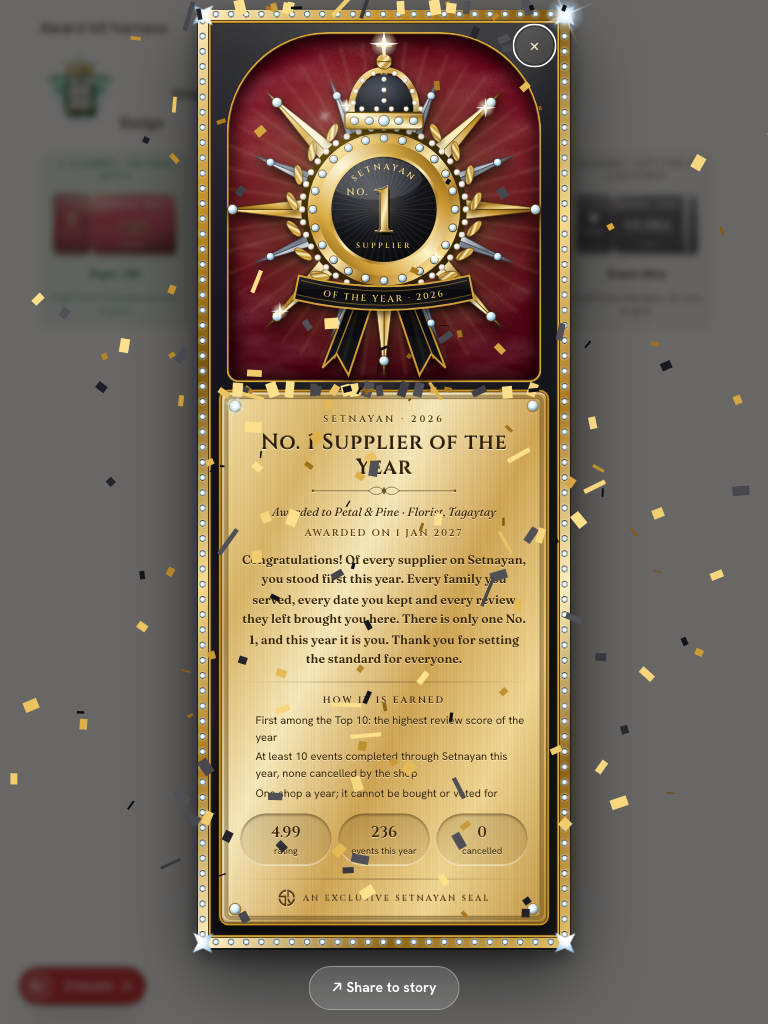 SETNAYAN
NO.
1
SUPPLIER
OF THE YEAR · 2026
SETNAYAN · 2026
No. 1 Supplier of the
Year
Awarded to Petal & Pine · Florist, Tagaytay
AWARDED ON 1 JAN 2027
Congratulations! Of every supplier on Setnayan,
you stood first this year. Every family you
served, every date you kept and every review
they left brought you here. There is only one No.
1, and this year it is you. Thank you for setting
the standard for everyone.
HOW IT IS EARNED
First among the Top 10: the highest review score of the
year
At least 10 events completed through Setnayan this
year, none cancelled by the shop
One shop a year; it cannot be bought or voted for
4.99
rating
236
events this year
0
cancelled
AN EXCLUSIVE SETNAYAN SEAL
↗ Share to story